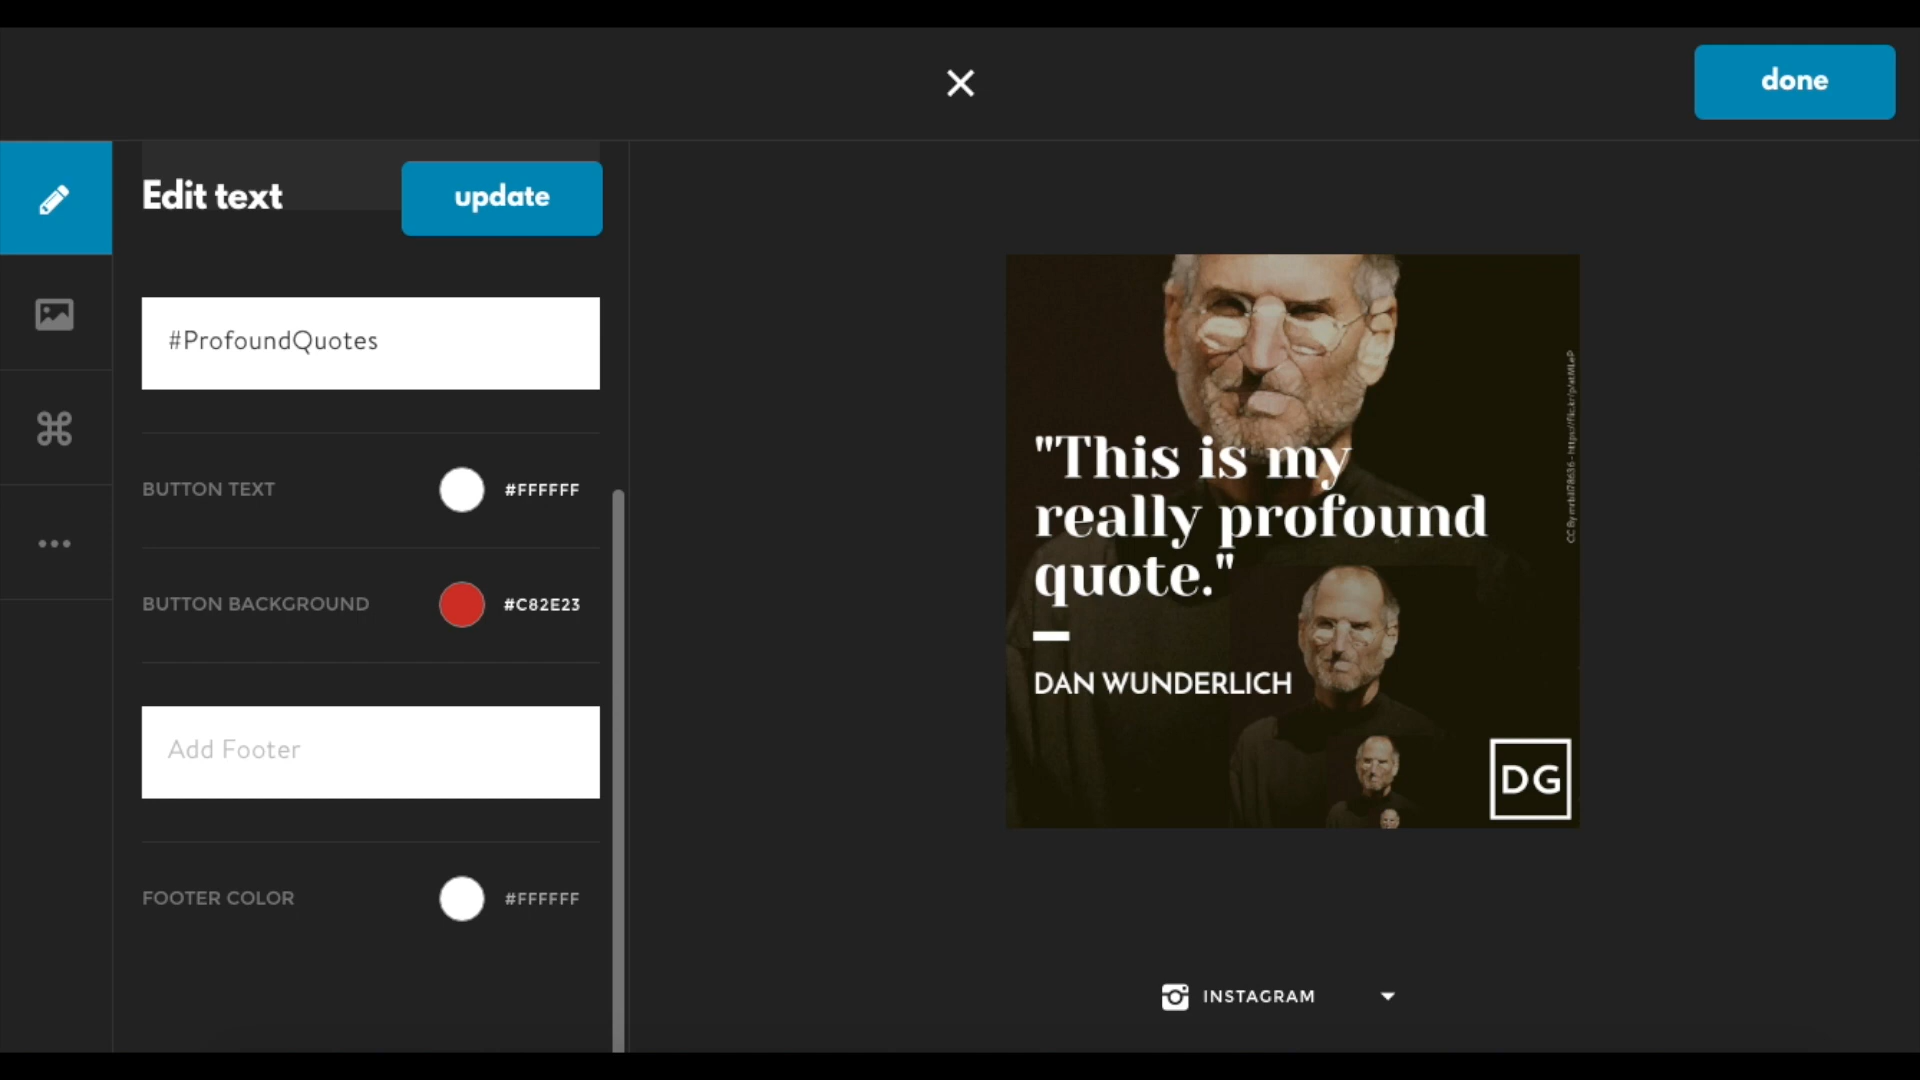 done
Edit text
update
#ProfoundQuotes
BUTTON TEXT
#FFFFFF
BUTTON BACKGROUND
#C82E23
Add Footer
FOOTER COLOR
#FFFFFF
"This is my
really profound
quote."
DAN WUNDERLICH
DG
INSTAGRAM